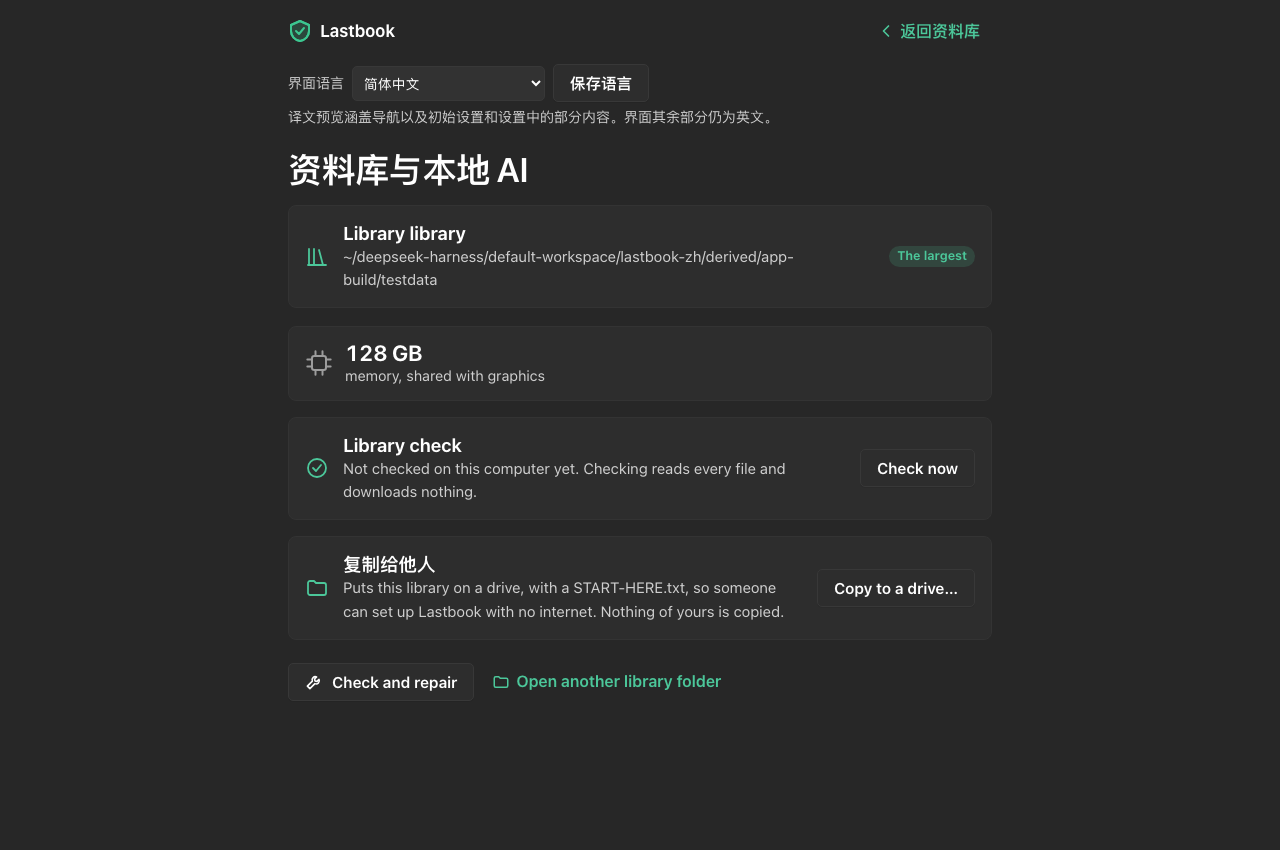 Lastbook
返回资料库
界面语言 简体中文 保存语言
译文预览涵盖导航以及初始设置和设置中的部分内容。界面其余部分仍为英文。
资料库与本地 AI
Library library
~/deepseek-harness/default-workspace/lastbook-zh/derived/app-
build/testdata
The largest
128 GB
memory, shared with graphics
Library check
Not checked on this computer yet. Checking reads every file and
downloads nothing.
Check now
复制给他人
Puts this library on a drive, with a START-HERE.txt, so someone
can set up Lastbook with no internet. Nothing of yours is copied.
Copy to a drive...
Check and repair
Open another library folder